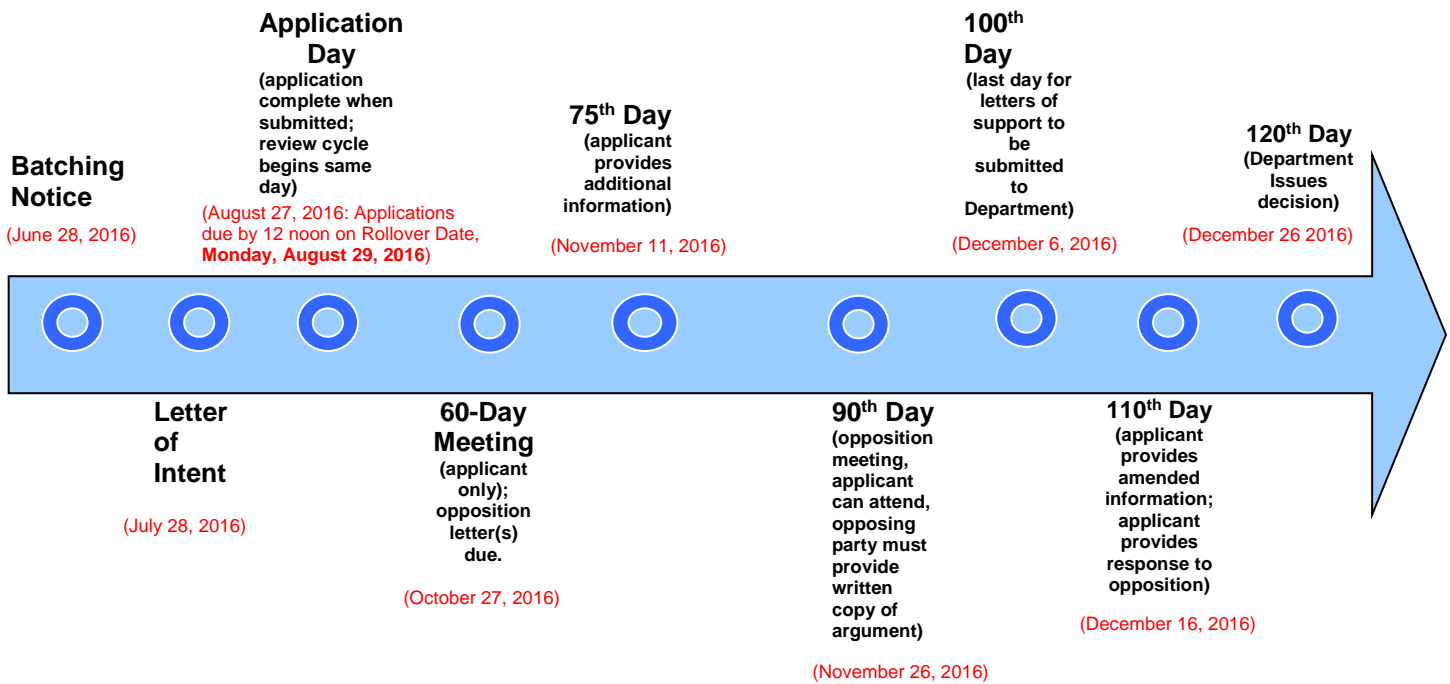 Batching
Notice
(June 28, 2016)
Letter
of
Intent
(July 28, 2016)
Application
Day
(application
complete when
submitted;
review cycle
begins same
day)
(August 27, 2016: Applications
due by 12 noon on Rollover Date,
Monday, August 29, 2016)
60-Day
Meeting
(applicant
only);
opposition
letter(s)
due.
(October 27, 2016)
75th Day
(applicant
provides
additional
information)
(November 11, 2016)
90th Day
(opposition
meeting,
applicant
can attend,
opposing
party must
provide
written
copy of
argument)
(November 26, 2016)
100th
Day
(last day for
letters of
support to
be
submitted
to
Department)
(December 6, 2016)
110th Day
(applicant
provides
amended
information;
applicant
provides
response to
opposition)
(December 16, 2016)
120th Day
(Department
Issues
decision)
(December 26 2016)